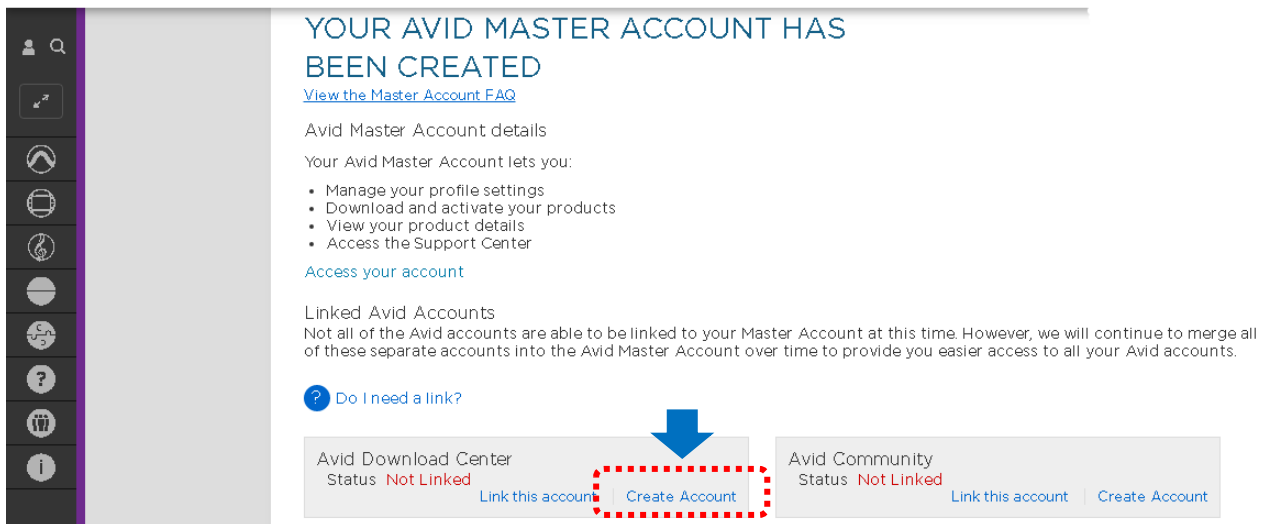 YOUR AVID MASTER ACCOUNT HAS
BEEN CREATED
View the Master Account FAQ
Avid Master Account details
Your Avid Master Account lets you:
• Manage your profile settings
• Download and activate your products
• View your product details
• Access the Support Center
Access your account
Linked Avid Accounts
Not all of the Avid accounts are able to be linked to your Master Account at this time. However, we will continue to merge all
of these separate accounts into the Avid Master Account over time to provide you easier access to all your Avid accounts.
? Do I need a link?
Avid Download Center
Status Not Linked
Link this account | Create Account
Avid Community
Status Not Linked
Link this account | Create Account